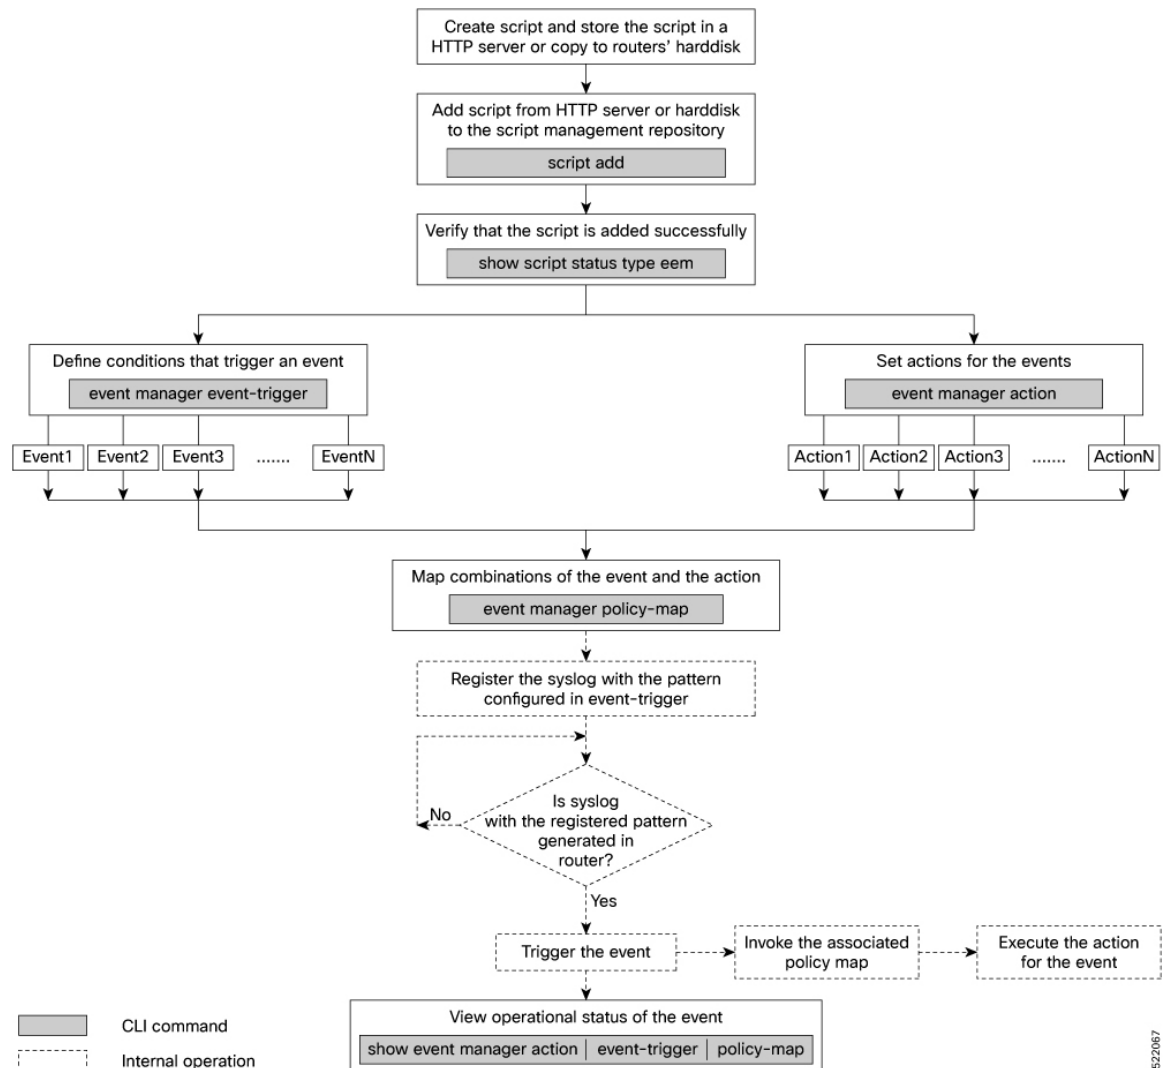 Create script and store the script in a
HTTP server or copy to routers' harddisk
Add script from HTTP server or harddisk
to the script management repository
script add
Verify that the script is added successfully
show script status type eem
Define conditions that trigger an event
event manager event-trigger
Event1
Event2
Event3
.......
EventN
Set actions for the events
event manager action
Action1
Action2
Action3
.......
ActionN
Map combinations of the event and the action
event manager policy-map
Register the syslog with the pattern
configured in event-trigger
Is syslog
with the registered pattern
generated in
router?
No
Yes
Trigger the event
Invoke the associated
policy map
Execute the action
for the event
View operational status of the event
show event manager action | event-trigger | policy-map
CLI command
Internal operation
522067